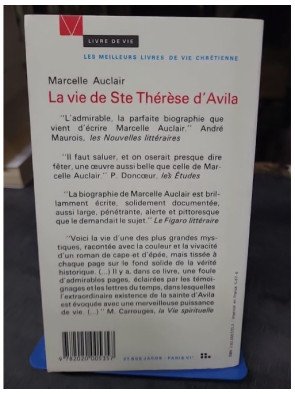 LIVRE DE VIE
LES MEILLEURS LIVRES DE VIE CHRÉTIENNE
Marcelle Auclair
La vie de Ste Thérèse d'Avila
"L'admirable, la parfaite biographie que
vient d'écrire Marcelle Auclair." André
Maurois, les Nouvelles littéraires
"Il faut saluer, et on oserait presque dire
fêter, une œuvre aussi belle que celle de Mar-
celle Auclair." P. Doncœur, les Études
"La biographie de Marcelle Auclair est bril-
lamment écrite, solidement documentée,
aussi large, pénétrante, alerte et pittoresque
que le demandait le sujet." Le Figaro littéraire
"Voici la vie d'une des plus grandes mys-
tiques, racontée avec la couleur et la vivacité
d'un roman de cape et d'épée, mais tissée à
chaque page sur le fond solide de la vérité
historique. (...) Il y a, dans ce livre, une foule
d'admirables pages, éclairées par les témoi-
gnages et les lettres du temps, dans lesquelles
l'extraordinaire existence de la sainte d'Avila
est évoquée avec une merveilleuse puissance
de vie. (...)" M. Carrouges, la Vie spirituelle
9782020005357
27 RUE JACOB - PARIS VIᵉ